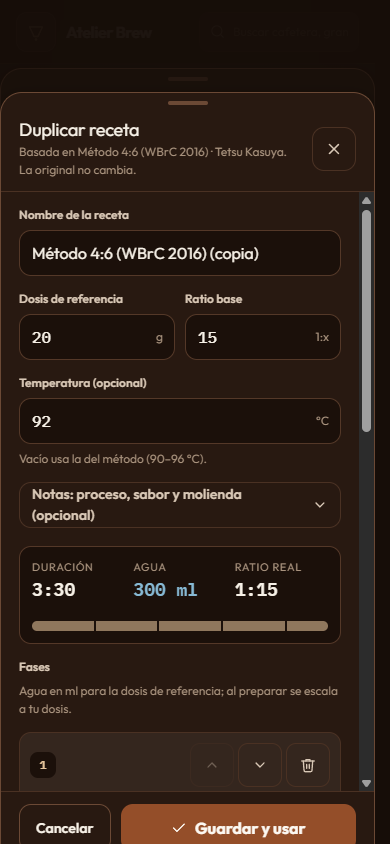 Atelier Brew
Duplicar receta
Basada en Método 4:6 (WBrC 2016) · Tetsu Kasuya.
La original no cambia.
Nombre de la receta
Método 4:6 (WBrC 2016) (copia)
Dosis de referencia
Ratio base
20
g
15
1:x
Temperatura (opcional)
92
°C
Vacío usa la del método (90–96 °C).
Notas: proceso, sabor y molienda
(opcional)
DURACIÓN
AGUA
RATIO REAL
3:30
300 ml
1:15
Fases
Agua en ml para la dosis de referencia; al preparar se escala
a tu dosis.
1
Cancelar
Guardar y usar